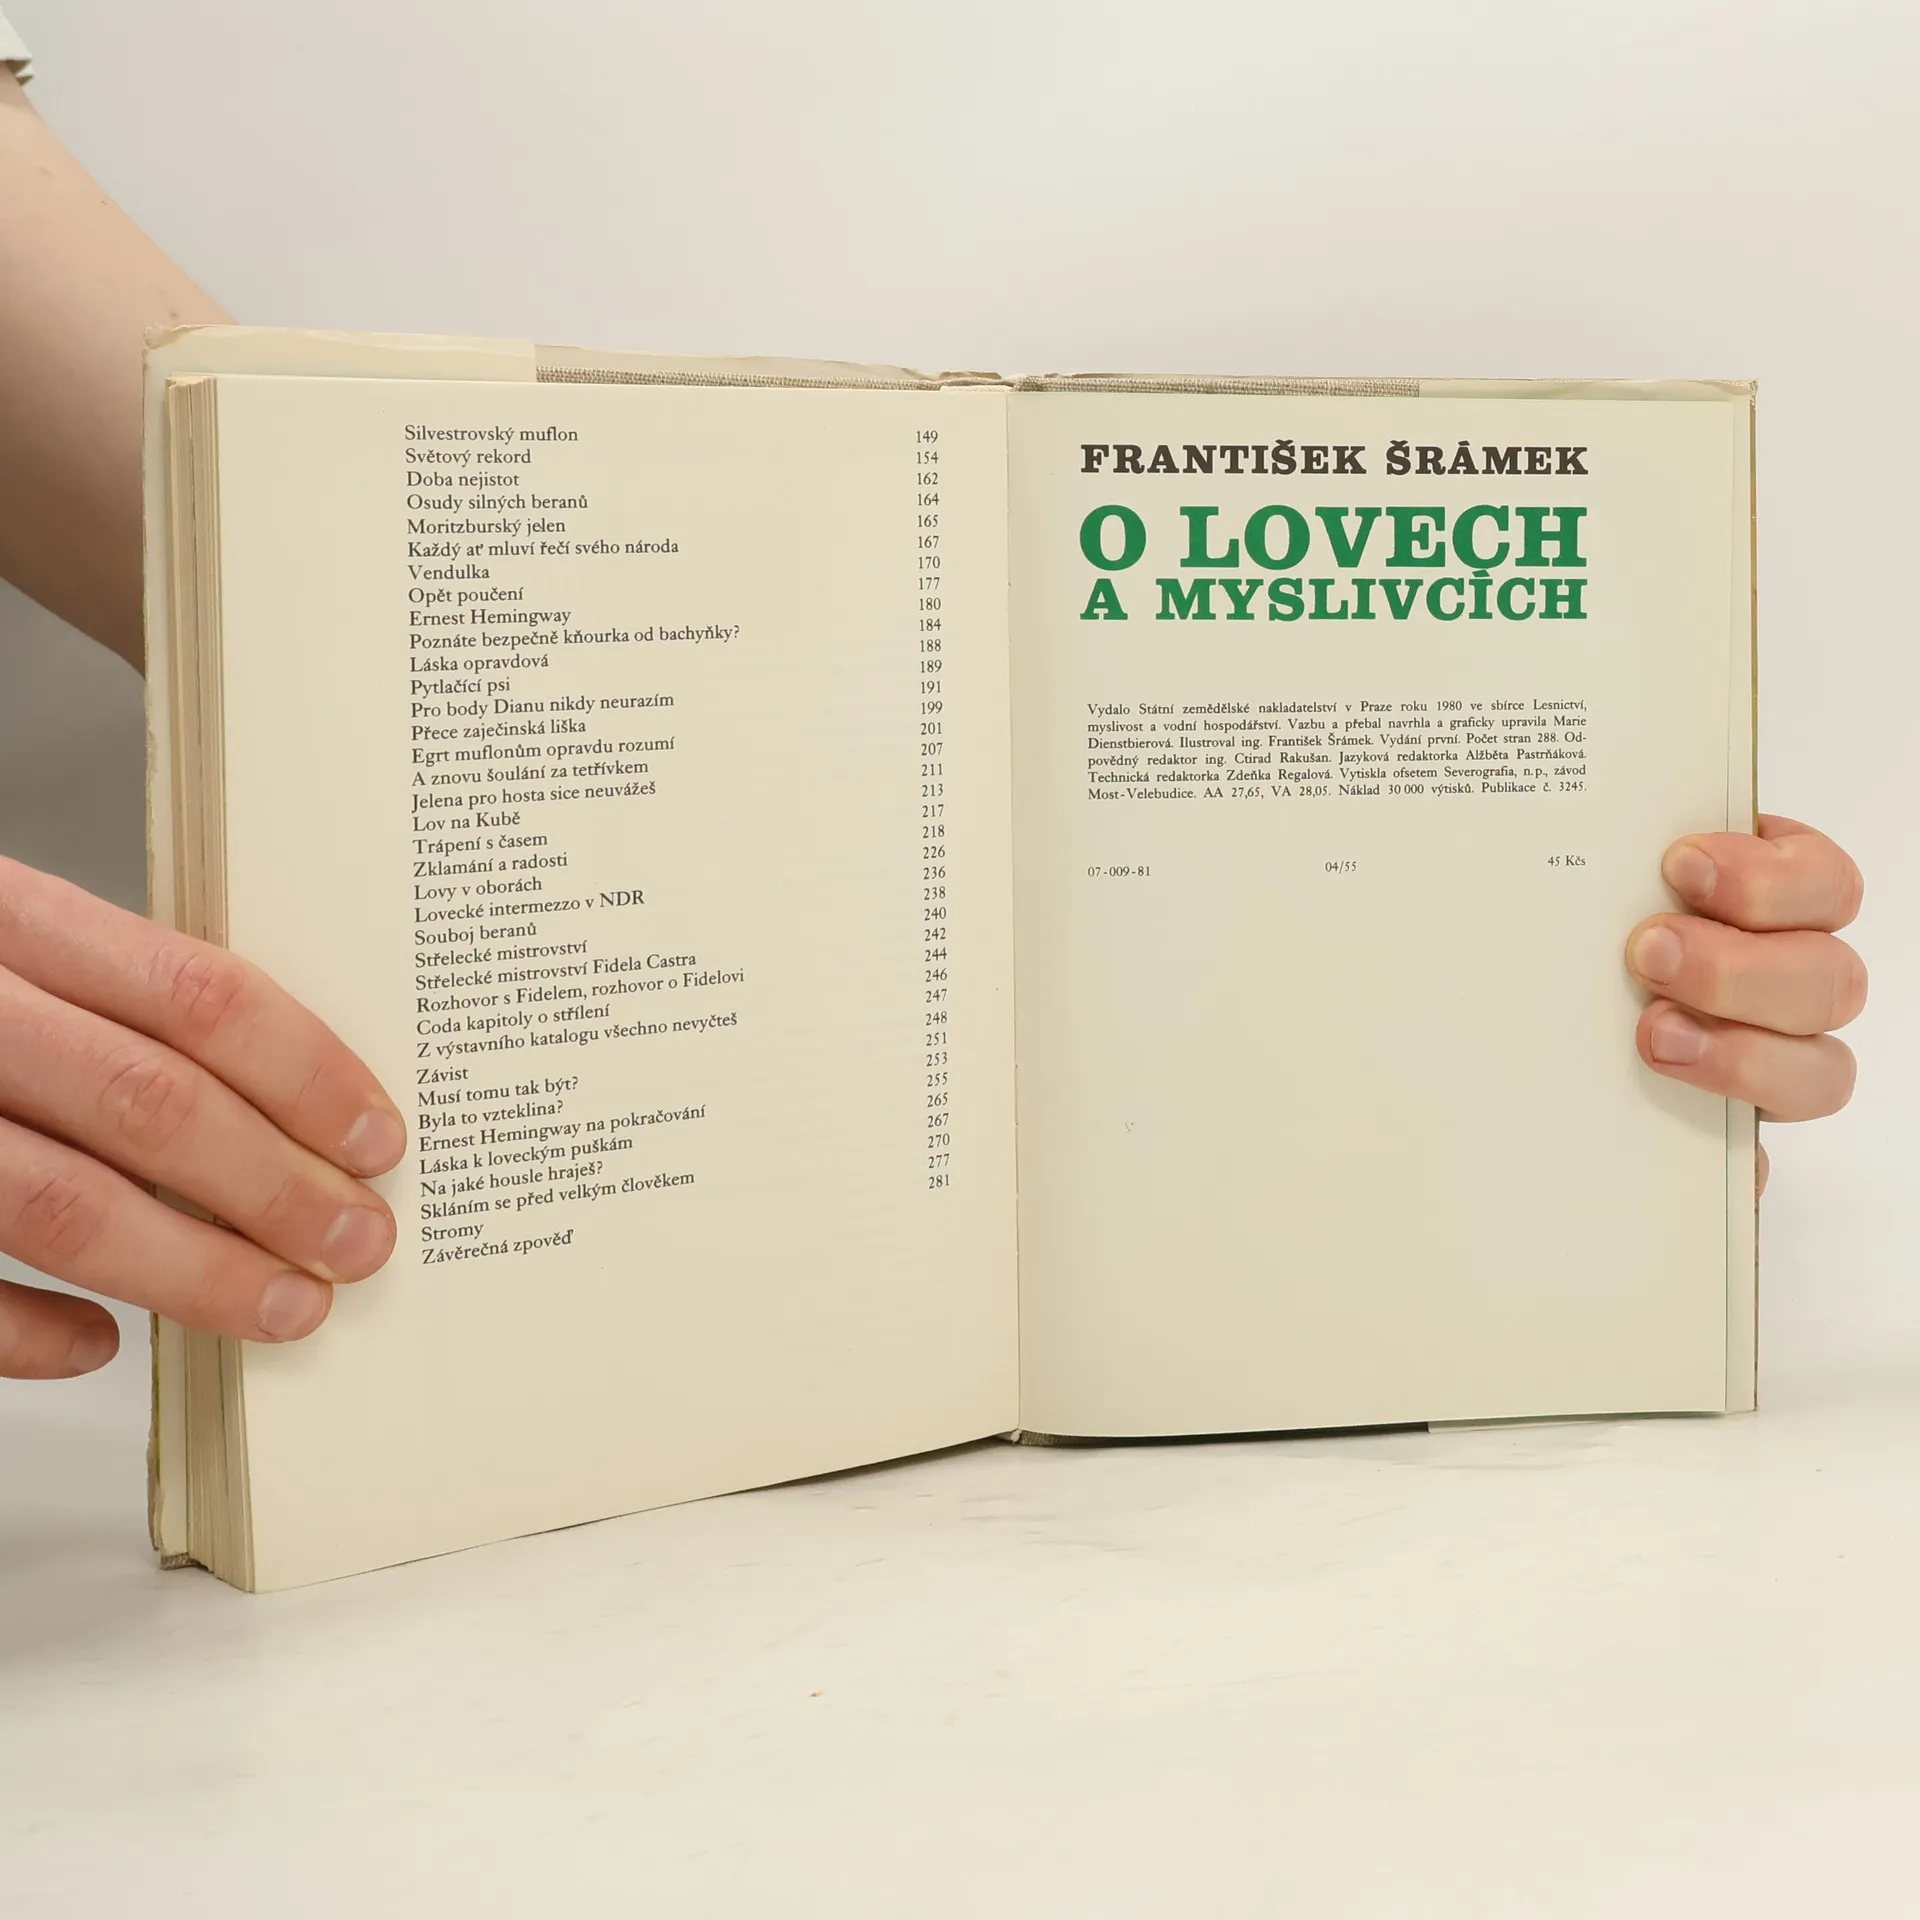 Silvestrovský muflon 149
Světový rekord 154
Doba nejistot 162
Osudy silných beranů 164
Moritzburský jelen 165
Každý ať mluví řečí svého národa 167
Vendulka 170
Opět poučení 177
Ernest Hemingway 180
Poznáte bezpečně kňourka od bachyňky? 184
Láska opravdová 188
Pytlačící psi 189
Pro body Dianu nikdy neurazím 191
Přece zaječinská liška 199
Egrt muflonům opravdu rozumí 201
A znovu šoulání za tetřívkem 207
Jelena pro hosta sice neuvážeš 211
Lov na Kubě 213
Trápení s časem 217
Zklamání a radosti 218
Lovy v oborách 226
Lovecké intermezzo v NDR 236
Souboj beranů 238
Střelecké mistrovství 240
Střelecké mistrovství Fidela Castra 242
Rozhovor s Fidelem, rozhovor o Fidelovi 244
Coda kapitoly o střílení 246
Z výstavního katalogu všechno nevyčteš 247
Závist 248
Musí tomu tak být? 251
Byla to vzteklina? 253
Ernest Hemingway na pokračování 255
Láska k loveckým puškám 265
Na jaké housle hraješ? 267
Skláním se před velkým člověkem 270
Stromy 277
Závěrečná zpověď 281
FRANTIŠEK ŠRÁMEK
O LOVECH
A MYSLIVCÍCH
Vydalo Státní zemědělské nakladatelství v Praze roku 1980 ve sbírce Lesnictví,
myslivost a vodní hospodářství. Vazbu a přebal navrhla a graficky upravila Marie
Dienstbierová. Ilustroval ing. František Šrámek. Vydání první. Počet stran 288. Od-
povědný redaktor ing. Ctirad Rakušan. Jazyková redaktorka Alžběta Pastrňáková.
Technická redaktorka Zdeňka Regalová. Vytiskla ofsetem Severografia, n. p., závod
Most-Velebudice. AA 27,65, VA 28,05. Náklad 30 000 výtisků. Publikace č. 3245.
07-009-81 04/55 45 Kčs